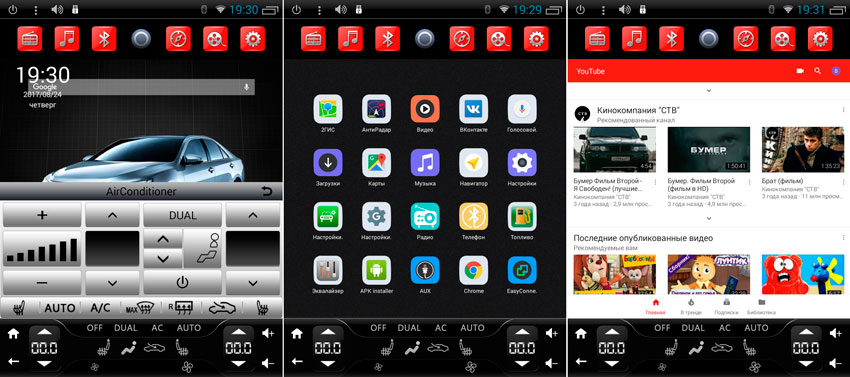 19:30
19:30
Google
2017/08/24
четверг
AirConditioner
+ DUAL
−
AUTO A/C MAX R
OFF DUAL AC AUTO
00.0 00.0
19:29
2ГИС АнтиРадар Видео ВКонтакте Голосовой.
Загрузки Карты Музыка Навигатор Настройки
Настройки. Настройки. Радио Телефон Топливо
Эквалайзер APK installer AUX Chrome EasyConne.
OFF DUAL AC AUTO
00.0 00.0
19:31
YouTube
Кинокомпания "СТВ"
Рекомендованный канал
4:54 БУМЕР 1:50:41 1:35:23
Бумер Фильм Второй - Бумер. Фильм Второй Брат (фильм)
Я Свободен! (лучшие... (фильм в HD) Кинокомпания "СТВ"
Кинокомпания "СТВ" Кинокомпания "СТВ" 3 года назад · 11 млн просм...
3 года назад · 2,9 млн прос... 3 года назад · 4,9 млн прос...
Последние опубликованные видео
Рекомендуемые вам
Сборник ЛУНТИК
Главная В тренде Подписки Библиотека
OFF DUAL AC AUTO
00.0 00.0